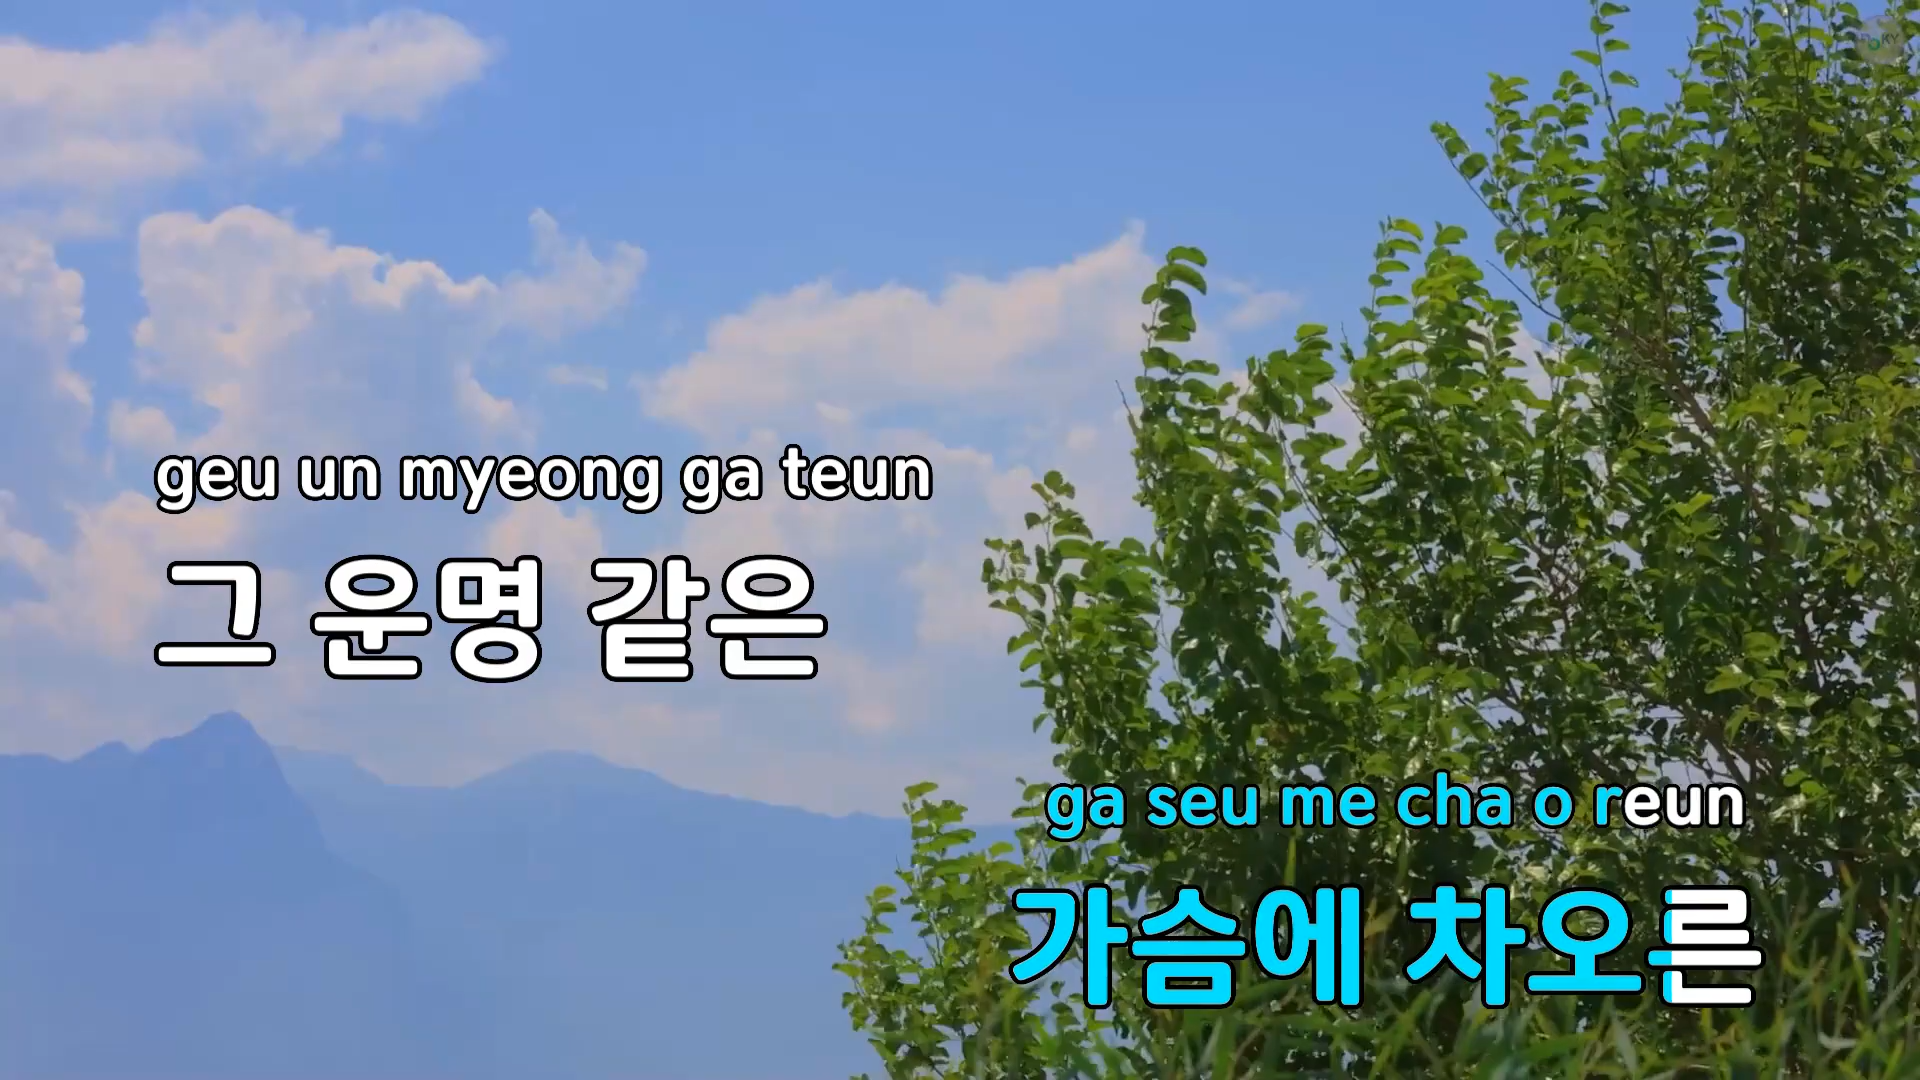 geu un myeong ga teun
그 운명 같은
ga seu me cha o reun
가슴에 차오른